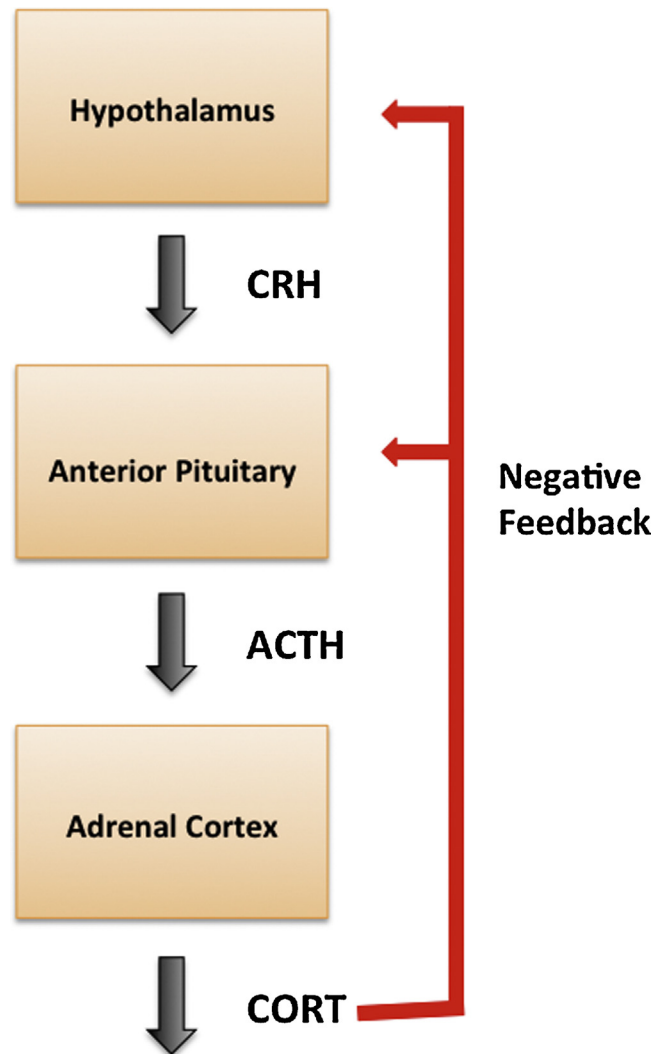 Hypothalamus
CRH
Anterior Pituitary
Negative
Feedback
ACTH
Adrenal Cortex
CORT